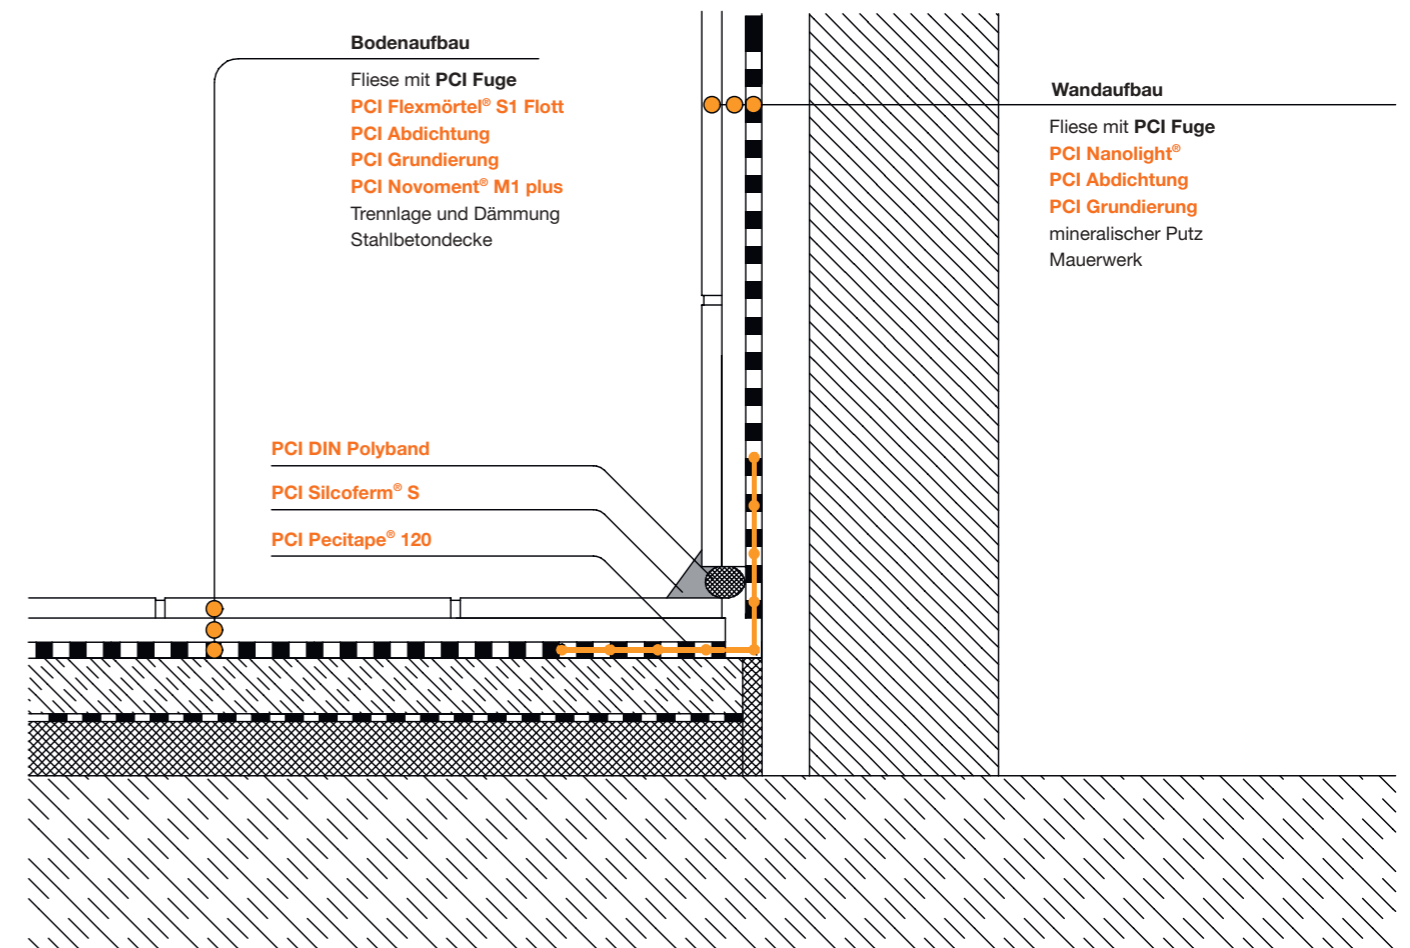 Bodenaufbau
Fliese mit PCI Fuge
PCI Flexmörtel® S1 Flott
PCI Abdichtung
PCI Grundierung
PCI Novoment® M1 plus
Trennlage und Dämmung
Stahlbetondecke
Wandaufbau
Fliese mit PCI Fuge
PCI Nanolight®
PCI Abdichtung
PCI Grundierung
mineralischer Putz
Mauerwerk
PCI DIN Polyband
PCI Silcoferm® S
PCI Pecitape® 120